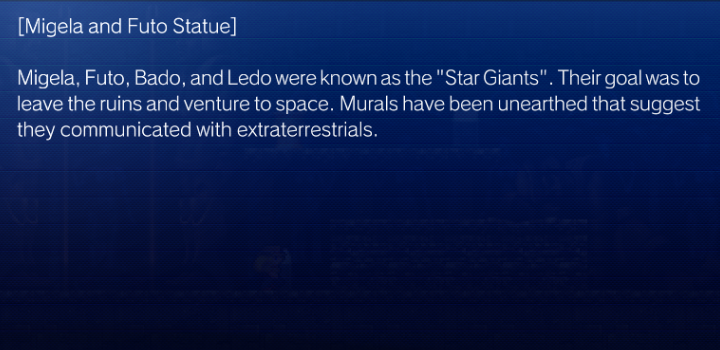 [Migela and Futo Statue]
Migela, Futo, Bado, and Ledo were known as the "Star Giants". Their goal was to
leave the ruins and venture to space. Murals have been unearthed that suggest
they communicated with extraterrestrials.